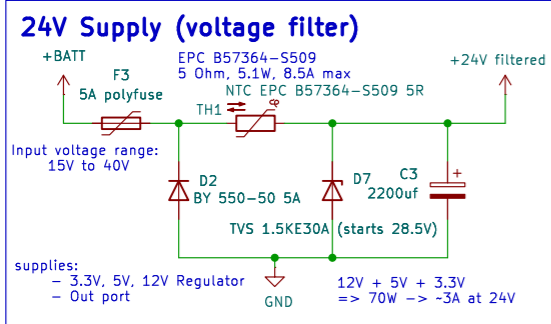 24V Supply (voltage filter)
+BATT
EPC B57364-S509
5 Ohm, 5.1W, 8.5A max
+24V filtered
F3
5A polyfuse
NTC EPC B57364-S509 5R
TH1
Input voltage range:
15V to 40V
D2
BY 550-50 5A
D7
C3
2200uf
+
TVS 1.5KE30A (starts 28.5V)
supplies:
- 3.3V, 5V, 12V Regulator
- Out port
GND
12V + 5V + 3.3V
=> 70W -> ~3A at 24V